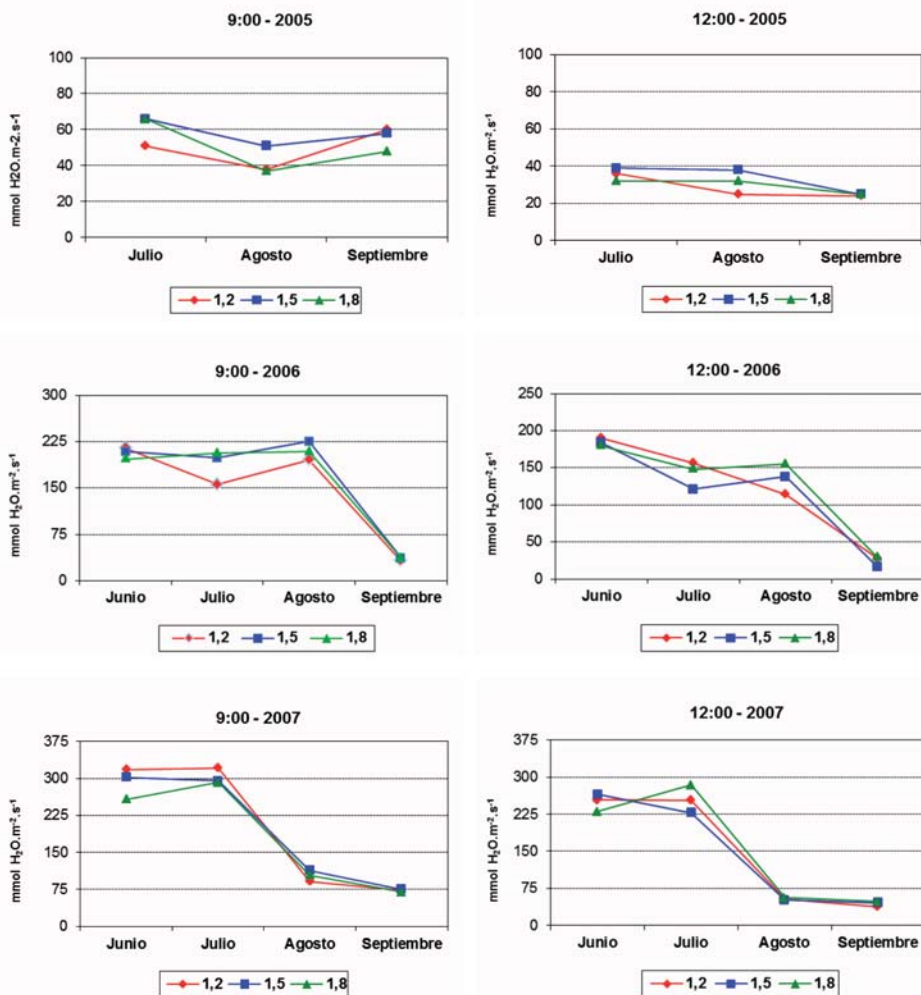 9:00 - 2005
mmol H2O.m-2.s-1
100
80
60
40
20
0
Julio Agosto Septiembre
1,2 1,5 1,8
12:00 - 2005
mmol H₂O.m⁻².s⁻¹
100
80
60
40
20
0
Julio Agosto Septiembre
1,2 1,5 1,8
9:00 - 2006
mmol H₂O.m⁻².s⁻¹
300
225
150
75
0
Junio Julio Agosto Septiembre
1,2 1,5 1,8
12:00 - 2006
mmol H₂O.m⁻².s⁻¹
250
200
150
100
50
0
Junio Julio Agosto Septiembre
1,2 1,5 1,8
9:00 - 2007
mmol H₂O.m⁻².s⁻¹
375
300
225
150
75
0
Junio Julio Agosto Septiembre
1,2 1,5 1,8
12:00 - 2007
mmol H₂O.m⁻².s⁻¹
375
300
225
150
75
0
Junio Julio Agosto Septiembre
1,2 1,5 1,8